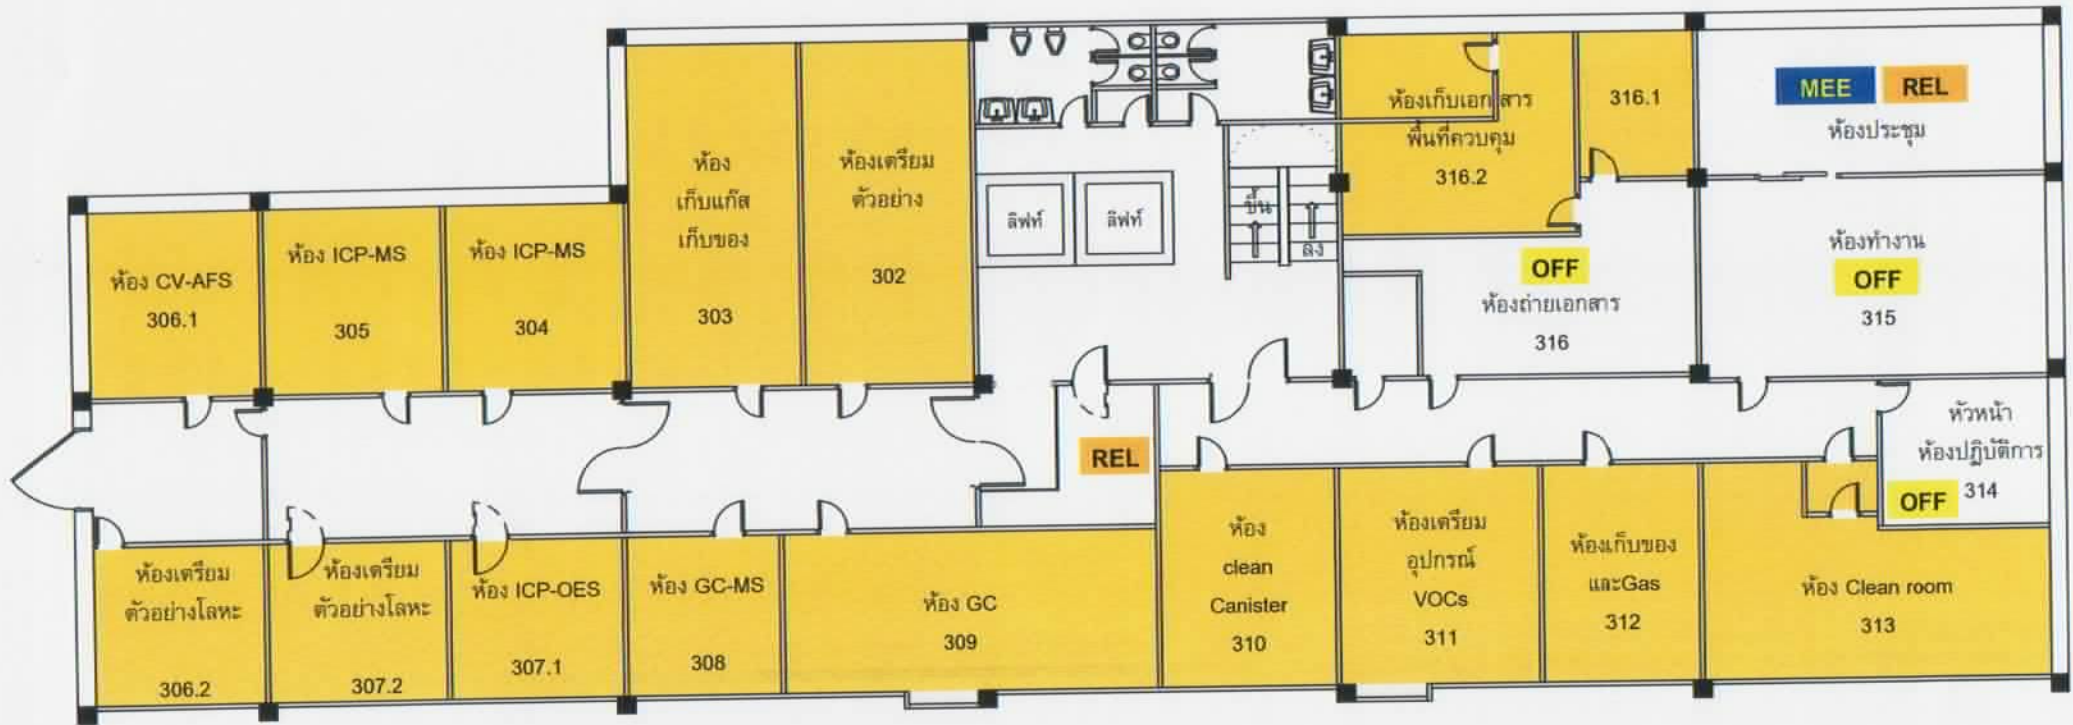 MEE REL
ห้องประชุม
316.1
ห้องเก็บเอกสาร
พื้นที่ควบคุม
316.2
ห้องเตรียม
ตัวอย่าง
302
ห้อง
เก็บแก๊ส
เก็บของ
303
ลิฟท์
ลิฟท์
ขึ้น
ลง
ห้อง CV-AFS
306.1
ห้อง ICP-MS
305
ห้อง ICP-MS
304
OFF
ห้องถ่ายเอกสาร
316
ห้องทำงาน
OFF
315
REL
หัวหน้า
ห้องปฏิบัติการ
314
OFF
ห้องเตรียม
ตัวอย่างโลหะ
306.2
ห้องเตรียม
ตัวอย่างโลหะ
307.2
ห้อง ICP-OES
307.1
ห้อง GC-MS
308
ห้อง GC
309
ห้อง
clean
Canister
310
ห้องเตรียม
อุปกรณ์
VOCs
311
ห้องเก็บของ
และGas
312
ห้อง Clean room
313